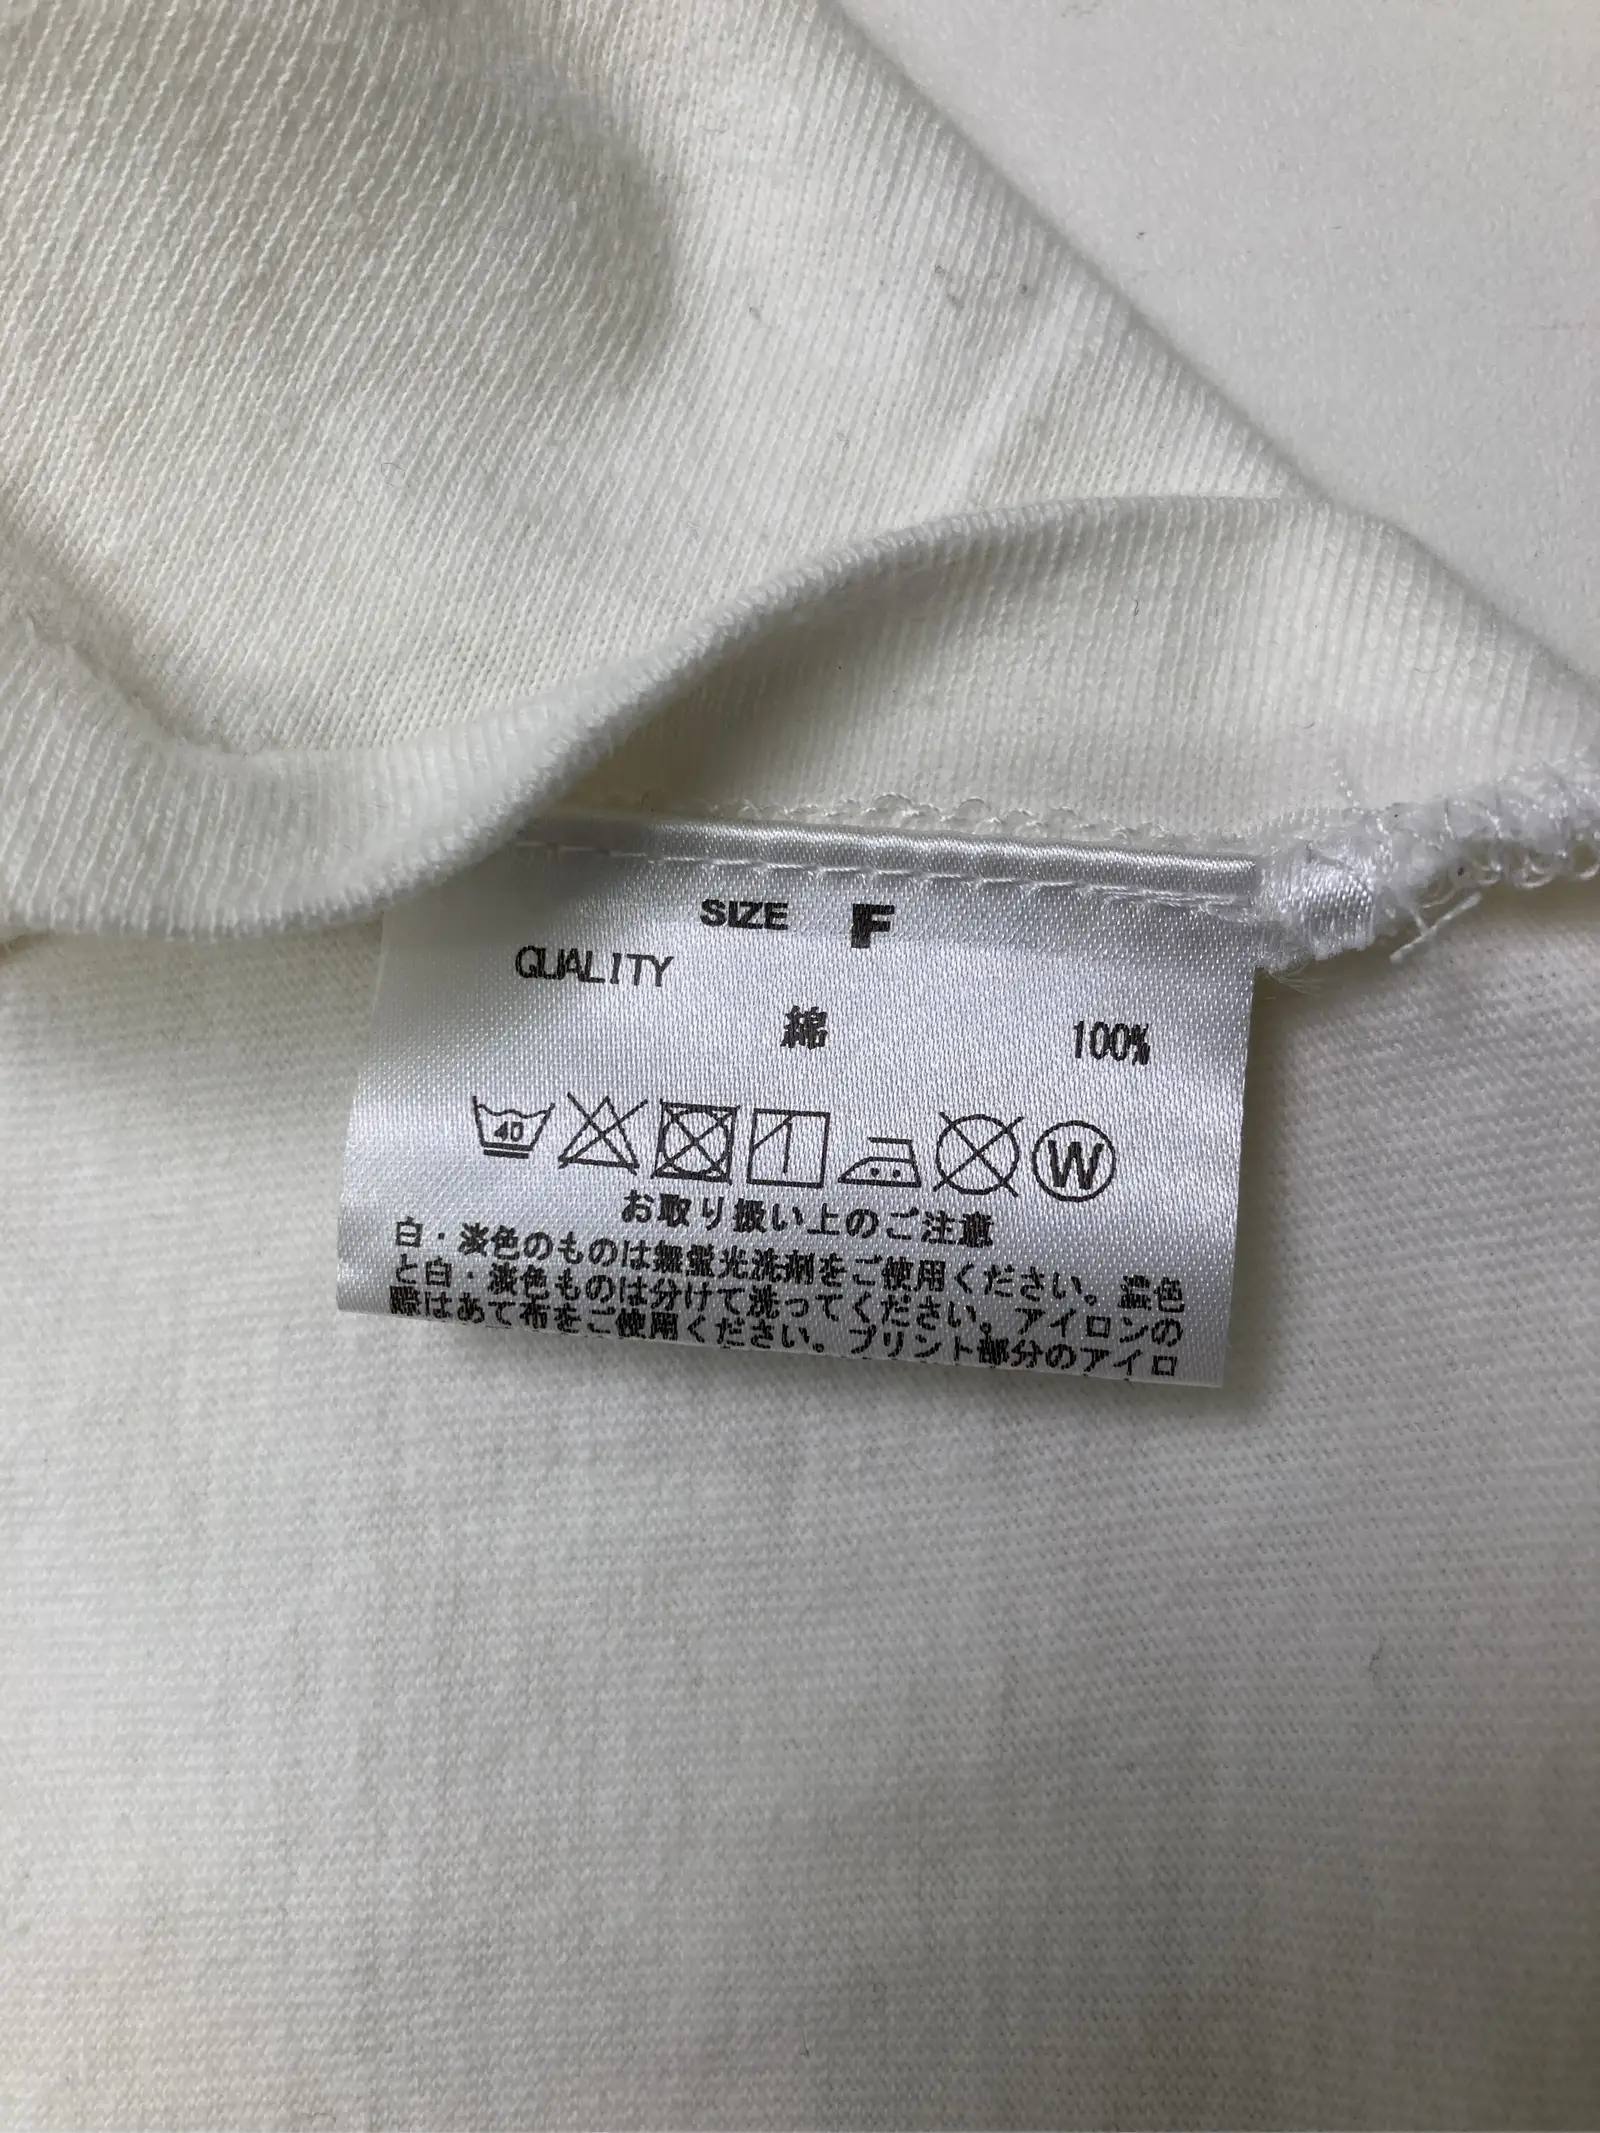 SIZE F
QUALITY
綿 100%
40
W
お取り扱い上のご注意
白・淡色のものは無蛍光洗剤をご使用ください。濃色
と白・淡色ものは分けて洗ってください。アイロンの
際はあて布をご使用ください。プリント部分のアイロ